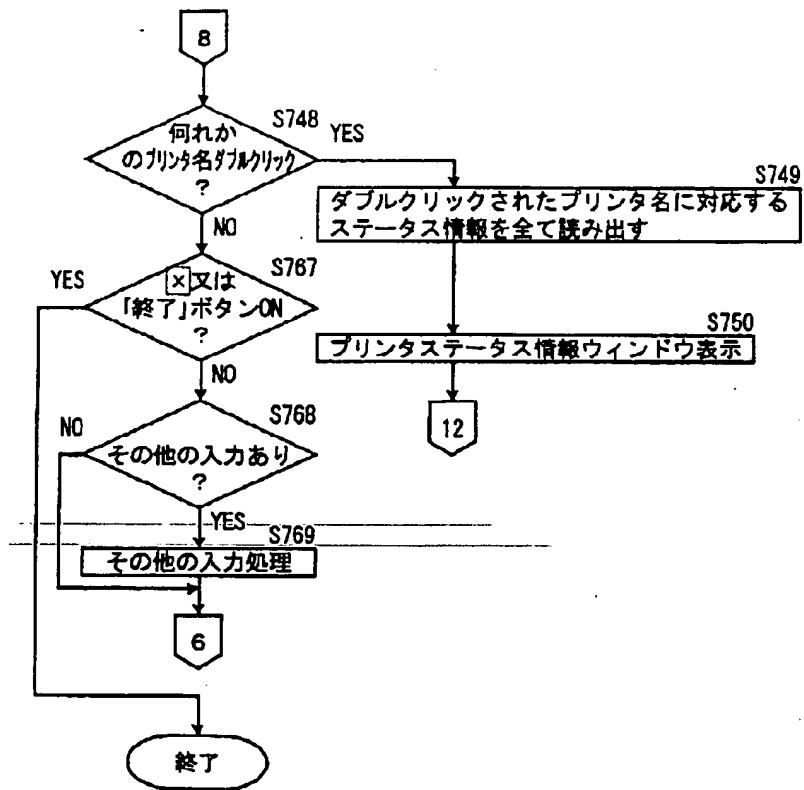 8
S748
何れか
のプリンタ名ダブルクリック
?
YES
NO
S749
ダブルクリックされたプリンタ名に対応する
ステータス情報を全て読み出す
S767
YES
×又は
「終了」ボタンON
?
NO
S750
プリンタステータス情報ウィンドウ表示
12
S768
NO
その他の入力あり
?
YES
S769
その他の入力処理
6
終了